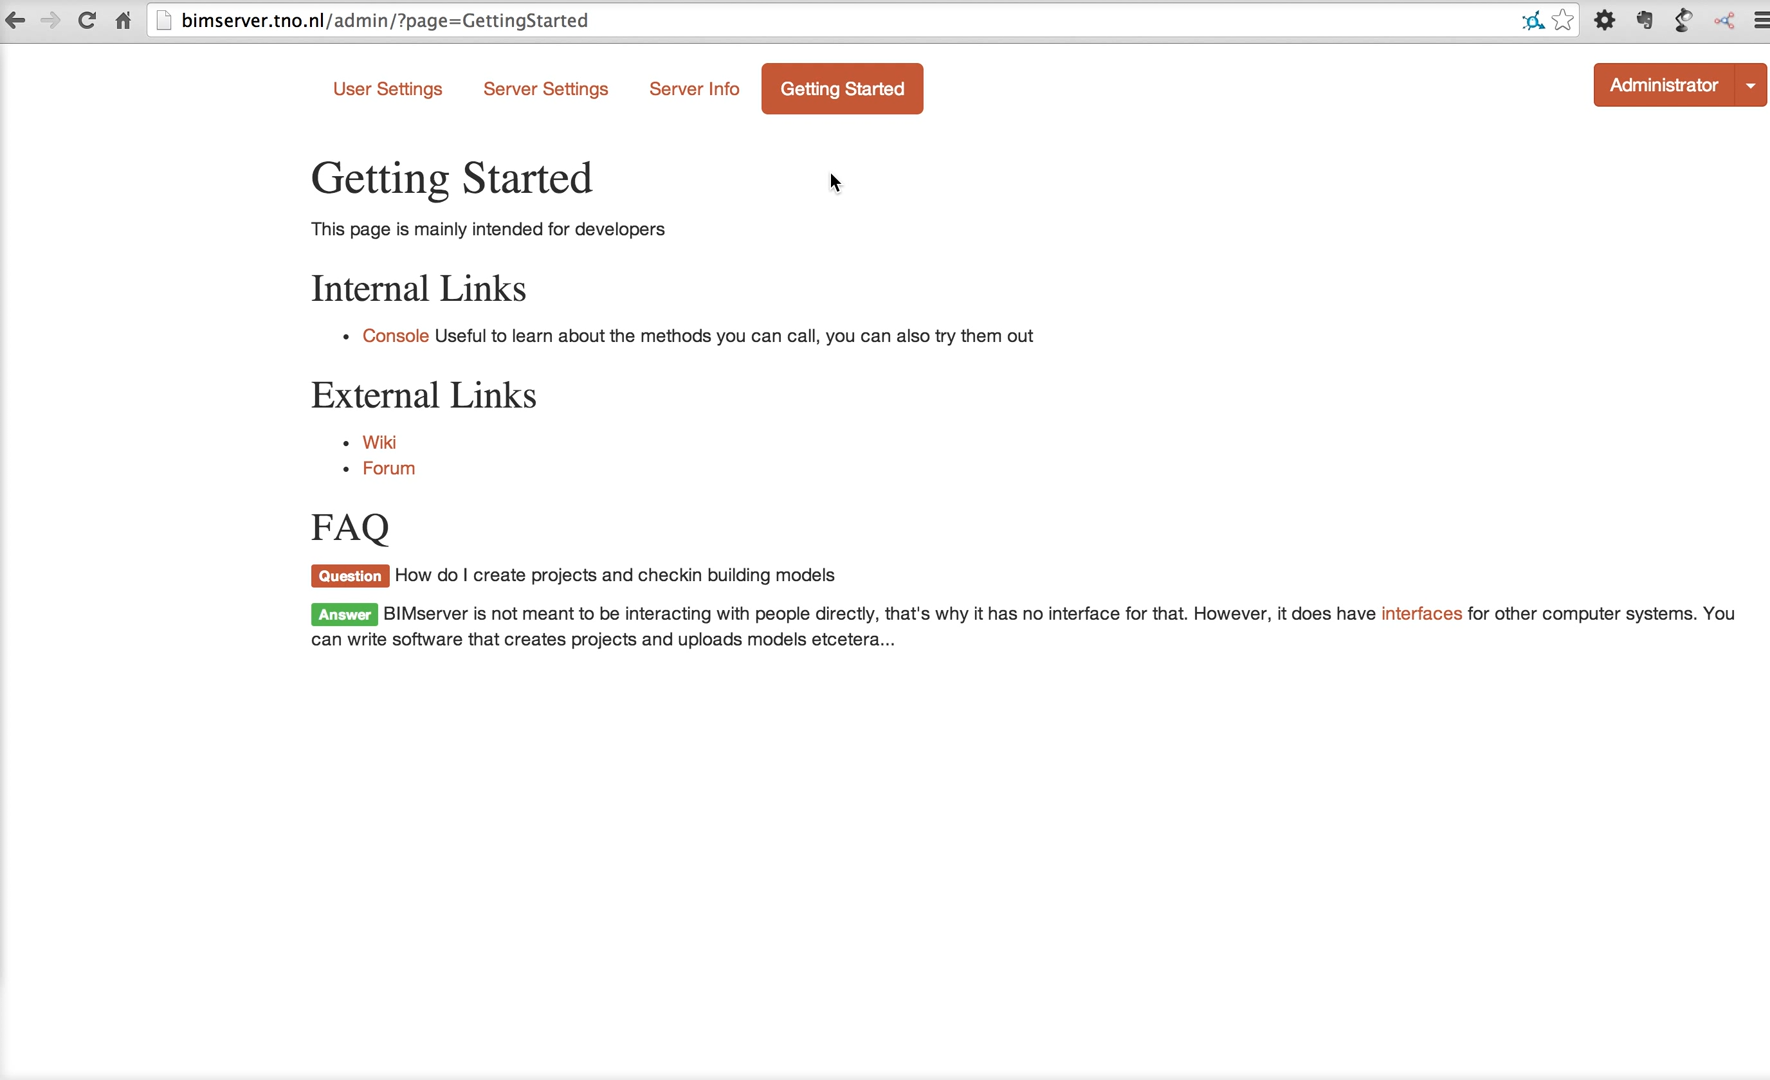 bimserver.tno.nl/admin/?page=GettingStarted
User Settings Server Settings Server Info Getting Started Administrator
Getting Started
This page is mainly intended for developers
Internal Links
• Console Useful to learn about the methods you can call, you can also try them out
External Links
• Wiki
• Forum
FAQ
Question How do I create projects and checkin building models
Answer BIMserver is not meant to be interacting with people directly, that's why it has no interface for that. However, it does have interfaces for other computer systems. You
can write software that creates projects and uploads models etcetera...